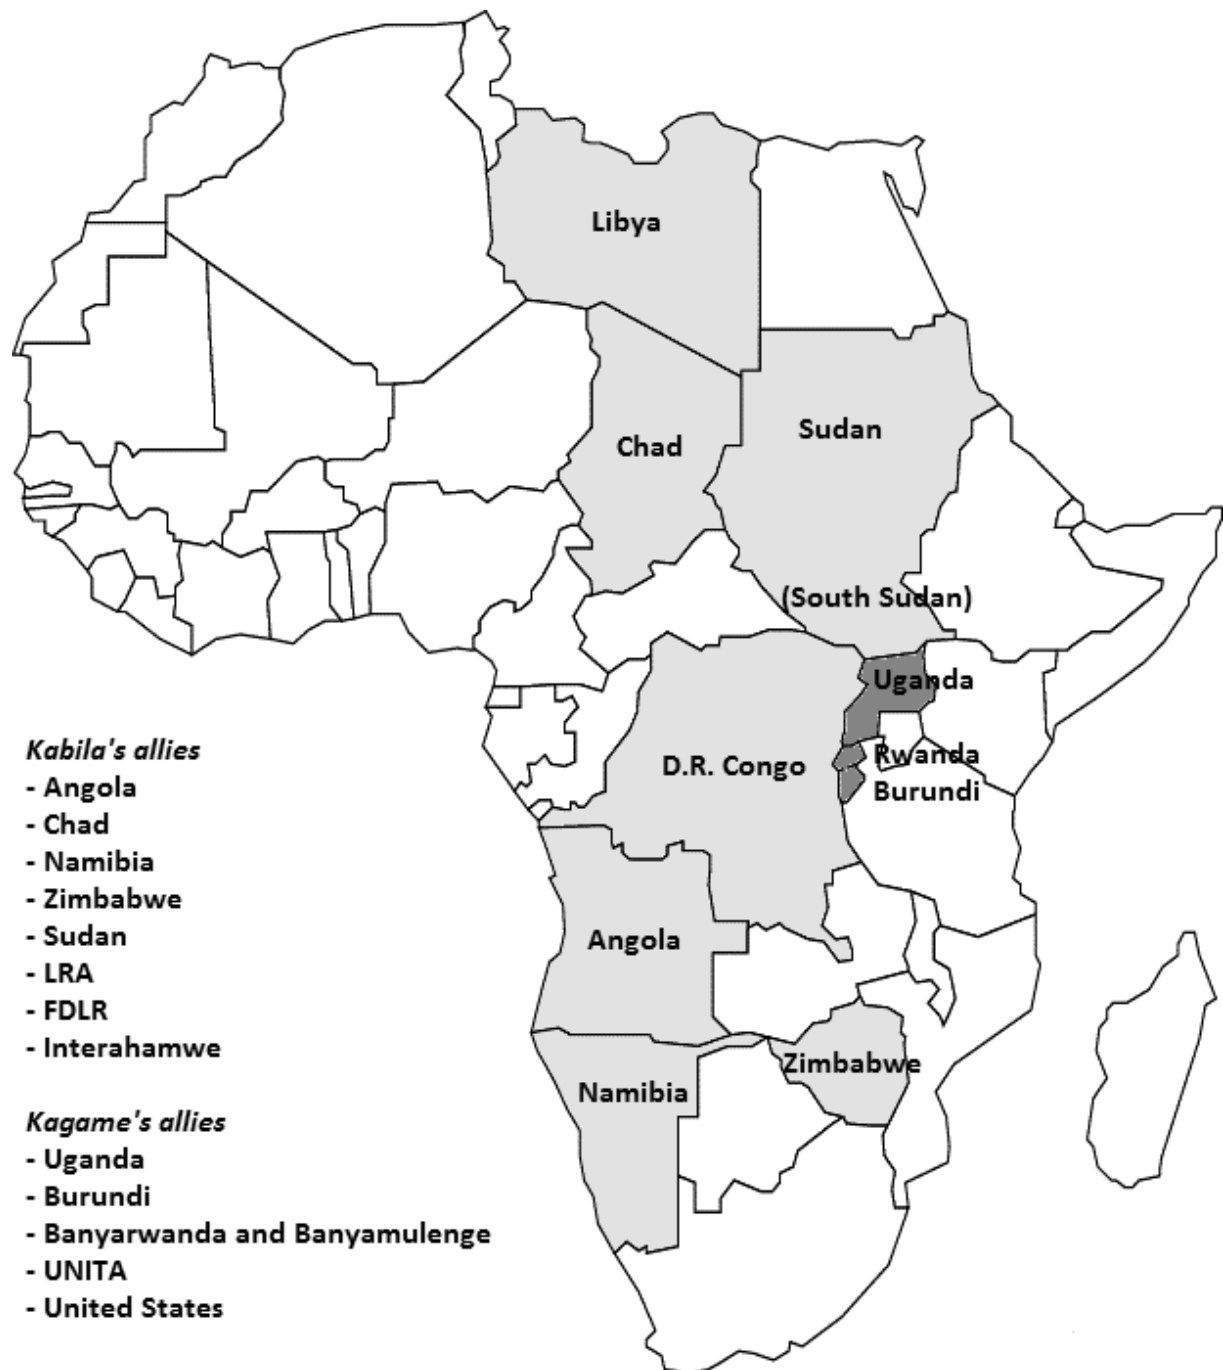 Libya
Chad
Sudan
(South Sudan)
Uganda
Rwanda
Burundi
D.R. Congo
Angola
Zimbabwe
Namibia
Kabila's allies
- Angola
- Chad
- Namibia
- Zimbabwe
- Sudan
- LRA
- FDLR
- Interahamwe
Kagame's allies
- Uganda
- Burundi
- Banyarwanda and Banyamulenge
- UNITA
- United States